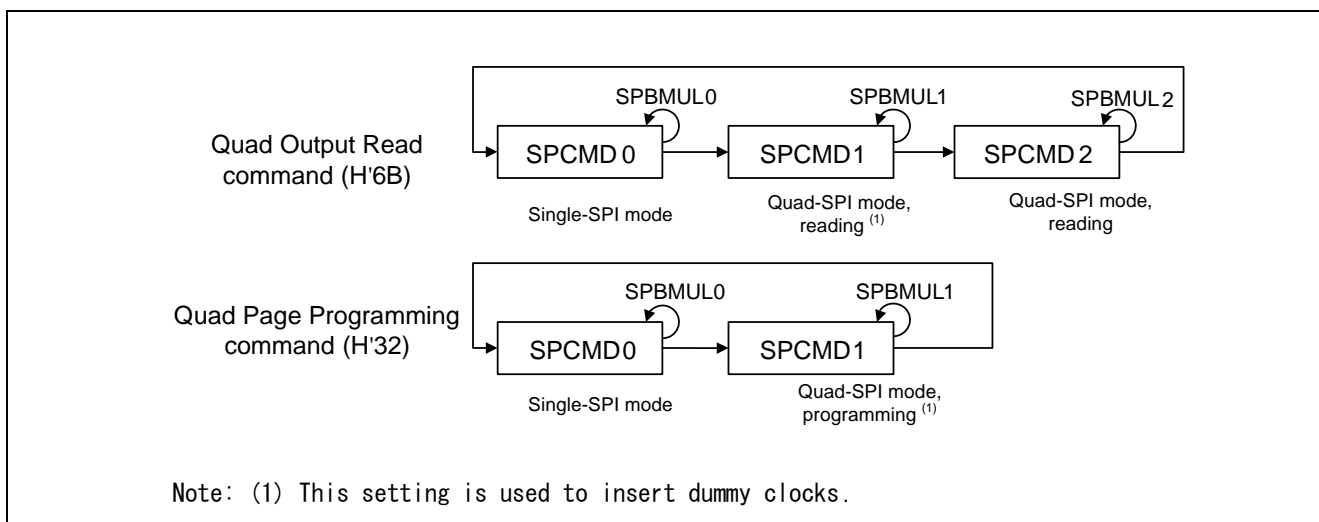 Quad Output Read
command (H'6B)
SPBMUL0
SPBMUL1
SPBMUL2
SPCMD0
SPCMD1
SPCMD2
Single-SPI mode
Quad-SPI mode,
reading (1)
Quad-SPI mode,
reading
Quad Page Programming
command (H'32)
SPBMUL0
SPBMUL1
SPCMD0
SPCMD1
Single-SPI mode
Quad-SPI mode,
programming (1)
Note: (1) This setting is used to insert dummy clocks.